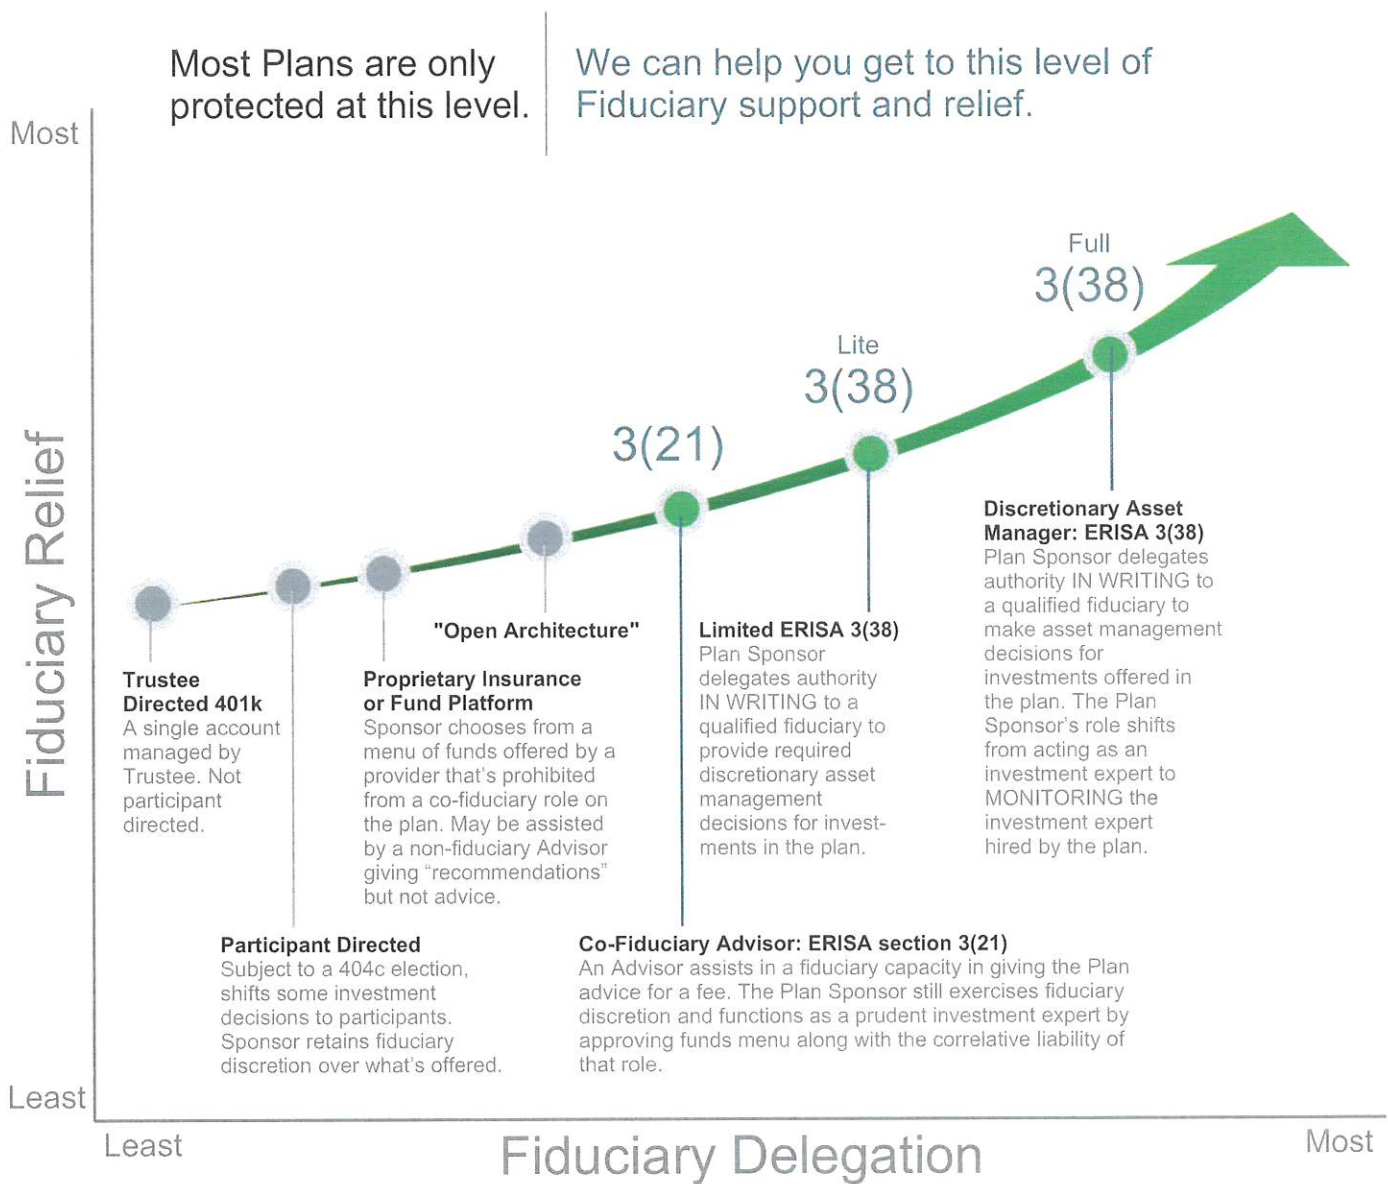 Most Plans are only
protected at this level.
We can help you get to this level of
Fiduciary support and relief.
Most
Fiduciary Relief
Least
Full
3(38)
Lite
3(38)
3(21)
Trustee
Directed 401k
A single account
managed by
Trustee. Not
participant
directed.
Participant Directed
Subject to a 404c election,
shifts some investment
decisions to participants.
Sponsor retains fiduciary
discretion over what's offered.
Proprietary Insurance
or Fund Platform
Sponsor chooses from a
menu of funds offered by a
provider that's prohibited
from a co-fiduciary role on
the plan. May be assisted
by a non-fiduciary Advisor
giving “recommendations”
but not advice.
"Open Architecture"
Co-Fiduciary Advisor: ERISA section 3(21)
An Advisor assists in a fiduciary capacity in giving the Plan
advice for a fee. The Plan Sponsor still exercises fiduciary
discretion and functions as a prudent investment expert by
approving funds menu along with the correlative liability of
that role.
Limited ERISA 3(38)
Plan Sponsor
delegates authority
IN WRITING to a
qualified fiduciary to
provide required
discretionary asset
management
decisions for invest-
ments in the plan.
Discretionary Asset
Manager: ERISA 3(38)
Plan Sponsor delegates
authority IN WRITING to
a qualified fiduciary to
make asset management
decisions for
investments offered in
the plan. The Plan
Sponsor's role shifts
from acting as an
investment expert to
MONITORING the
investment expert
hired by the plan.
Least
Fiduciary Delegation
Most